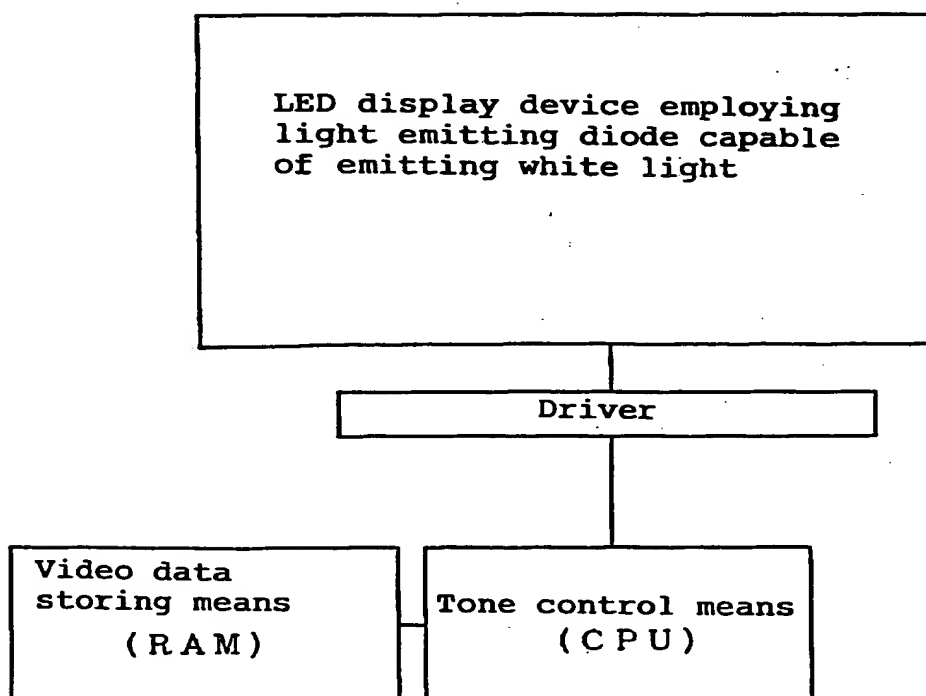 LED display device employing
light emitting diode capable
of emitting white light
Driver
Video data
storing means
(RAM)
Tone control means
(CPU)